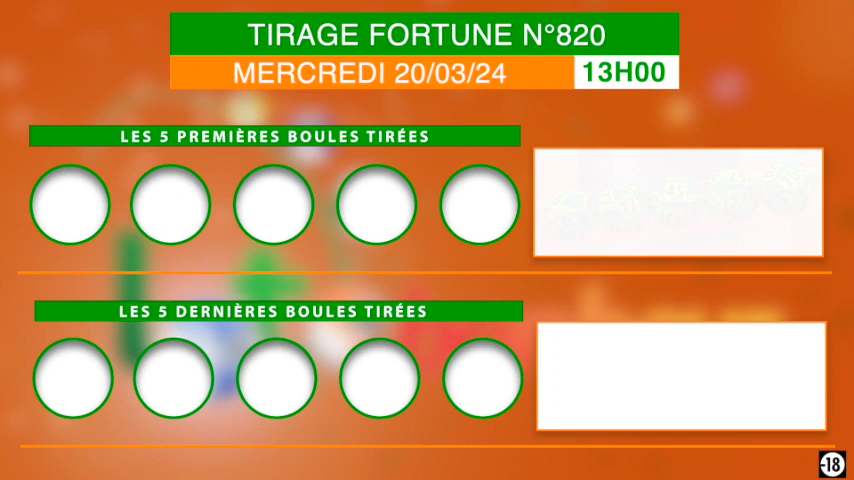 TIRAGE FORTUNE N°820
MERCREDI 20/03/24 13H00
LES 5 PREMIÈRES BOULES TIRÉES
LES 5 DERNIÈRES BOULES TIRÉES
-18